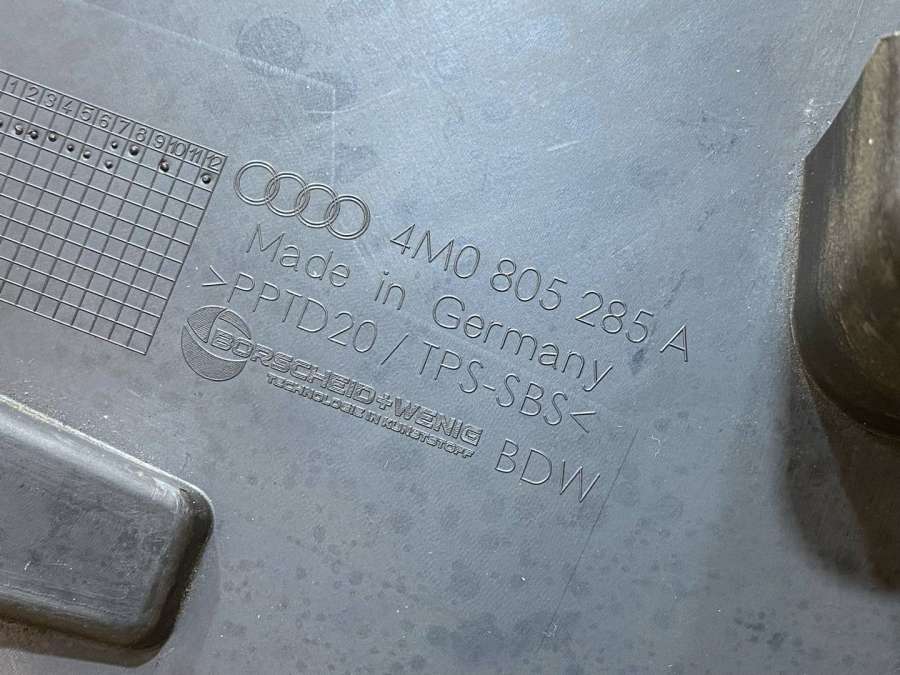 1 2 3 4 5 6 7 8 9 10 11 12
4M0 805 285 A
Made in Germany
>PPTD20 / TPS-SBS<
BORSCHEID+WENIG
TECHNOLOGIE IN KUNSTSTOFF
BDW